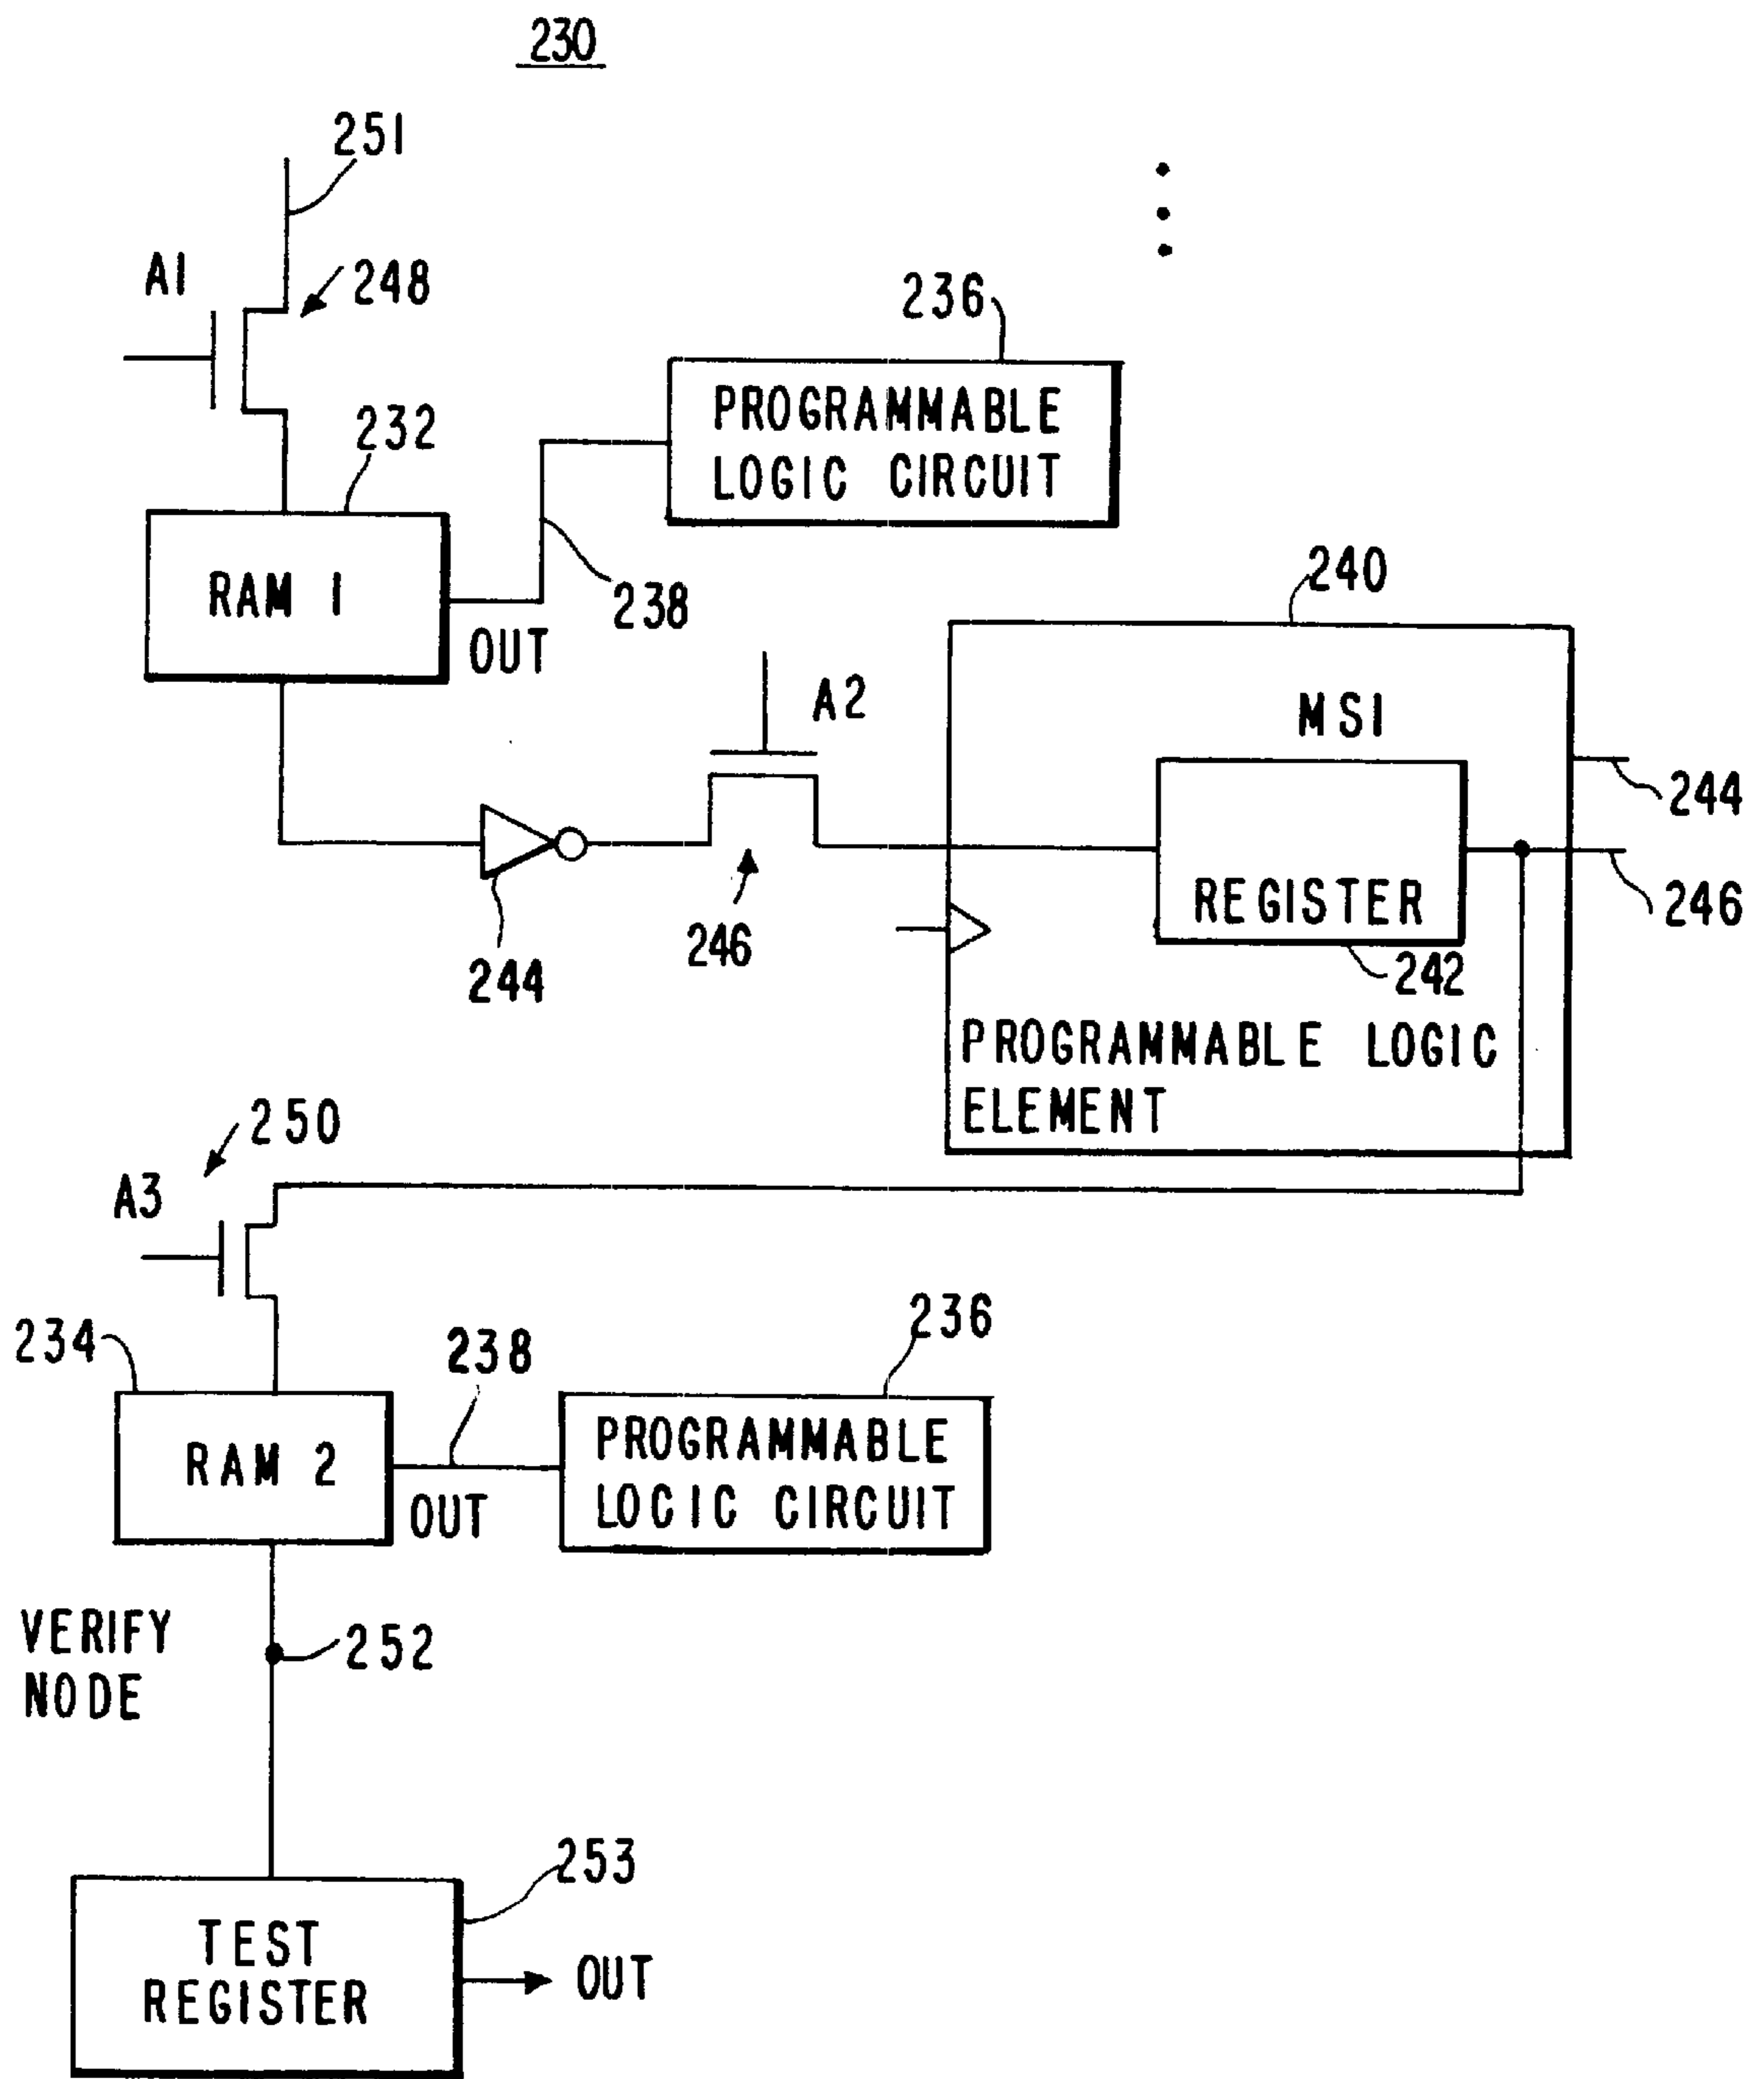 230
251
A1
248
236
PROGRAMMABLE
LOGIC CIRCUIT
232
RAM 1
238
OUT
240
A2
MSI
244
REGISTER
246
246
242
244
PROGRAMMABLE LOGIC
ELEMENT
250
A3
234
238
236
RAM 2
PROGRAMMABLE
LOGIC CIRCUIT
OUT
VERIFY
NODE
252
253
TEST
REGISTER
OUT